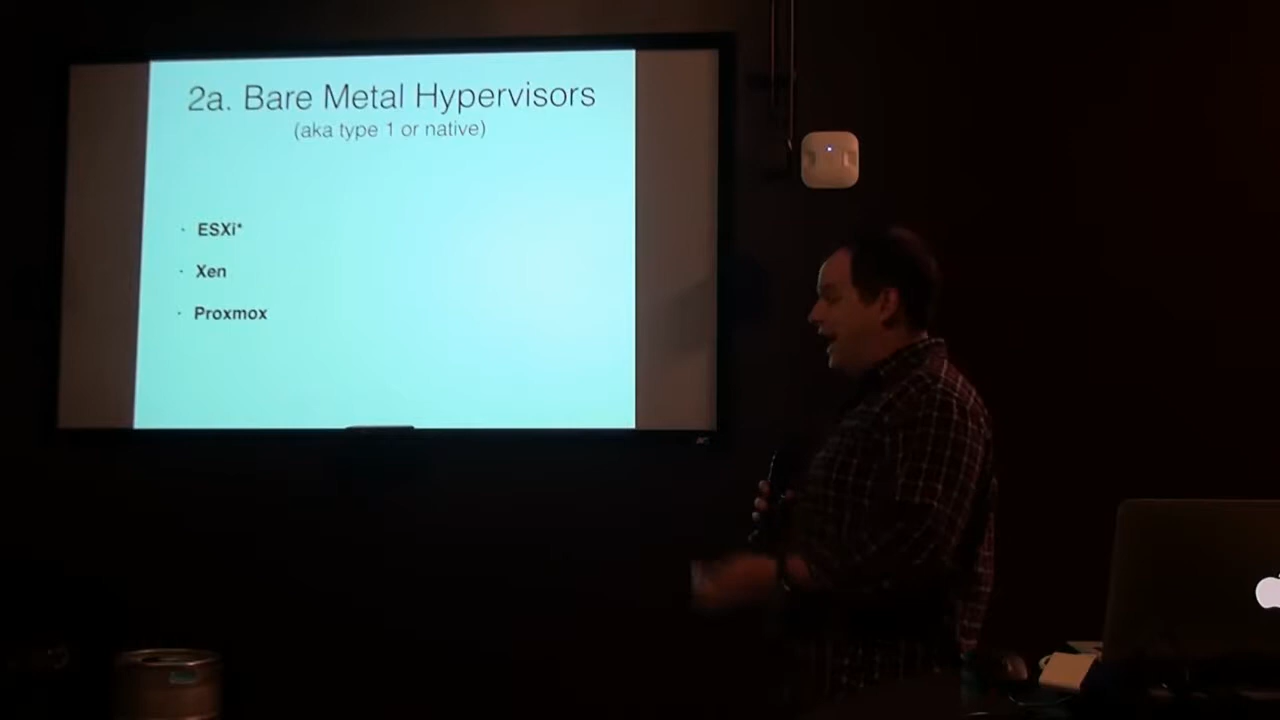 2a. Bare Metal Hypervisors
(aka type 1 or native)
· ESXi*
· Xen
· Proxmox